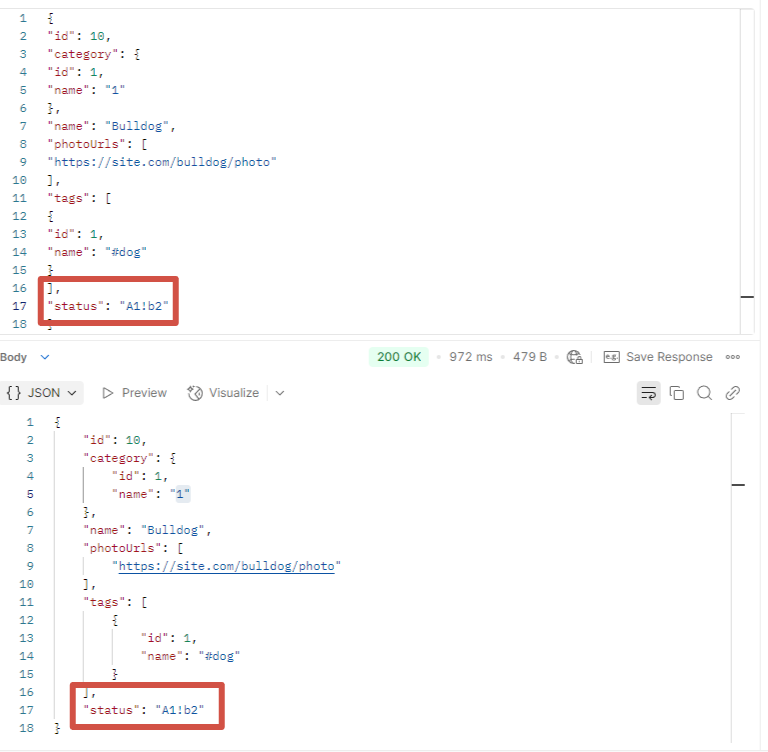 1 {
2 "id": 10,
3 "category": {
4 "id": 1,
5 "name": "1"
6 },
7 "name": "Bulldog",
8 "photoUrls": [
9 "https://site.com/bulldog/photo"
10 ],
11 "tags": [
12 {
13 "id": 1,
14 "name": "#dog"
15 }
16 ],
17 "status": "A1!b2"
18 }
Body 200 OK • 972 ms • 479 B • e.g. Save Response
{} JSON Preview Visualize
1 {
2 "id": 10,
3 "category": {
4 "id": 1,
5 "name": "1"
6 },
7 "name": "Bulldog",
8 "photoUrls": [
9 "https://site.com/bulldog/photo"
10 ],
11 "tags": [
12 {
13 "id": 1,
14 "name": "#dog"
15 }
16 ],
17 "status": "A1!b2"
18 }